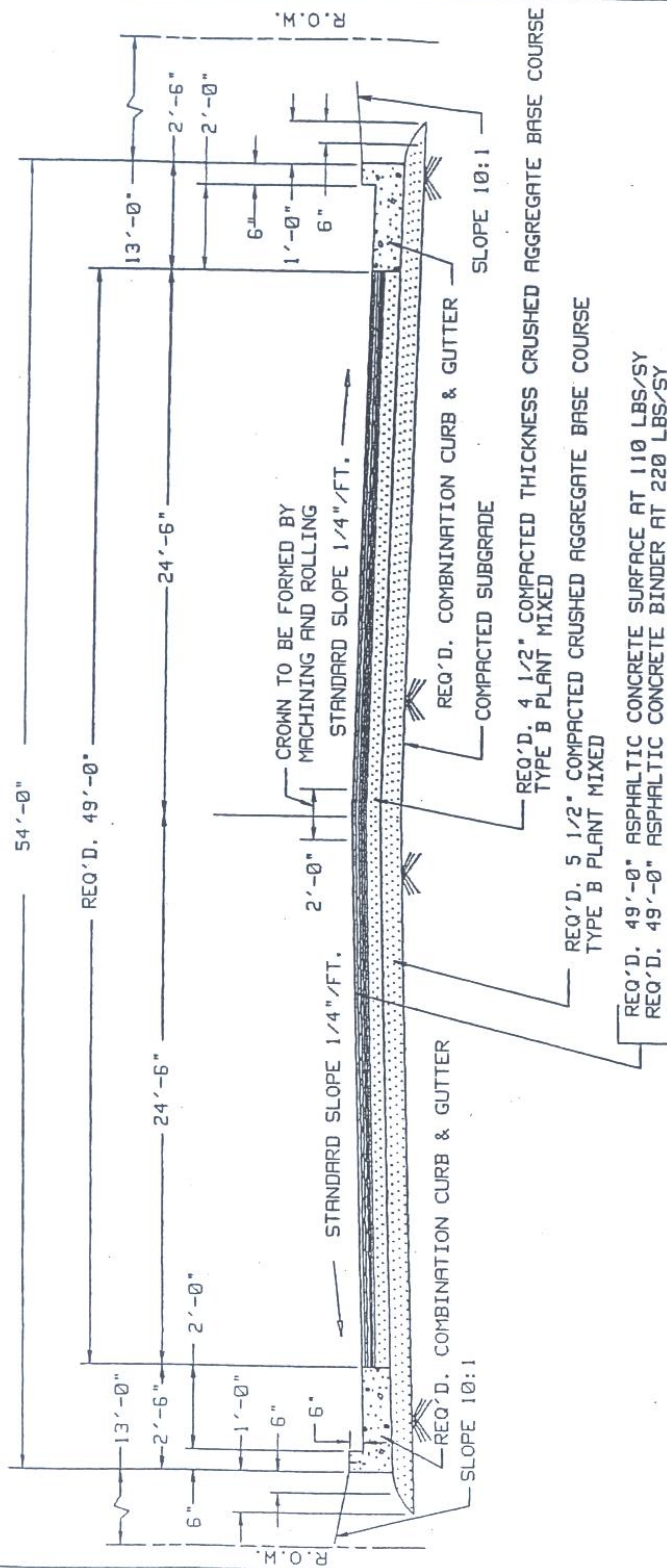 54'-0"
REQ'D. 49'-0"
24'-6"
24'-6"
R.O.W.
13'-0"
2'-6"
2'-0"
6"
1'-0"
6"
6"
R.O.W.
13'-0"
2'-6"
2'-0"
6"
1'-0"
6"
STANDARD SLOPE 1/4"/FT.
2'-0"
CROWN TO BE FORMED BY
MACHINING AND ROLLING
STANDARD SLOPE 1/4"/FT.
SLOPE 10:1
REQ'D. COMBINATION CURB & GUTTER
SLOPE 10:1
REQ'D. COMBNINATION CURB & GUTTER
COMPACTED SUBGRADE
REQ'D. 4 1/2" COMPACTED THICKNESS CRUSHED AGGREGATE BASE COURSE
TYPE B PLANT MIXED
REQ'D. 5 1/2" COMPACTED CRUSHED AGGREGATE BASE COURSE
TYPE B PLANT MIXED
REQ'D. 49'-0" ASPHALTIC CONCRETE SURFACE AT 110 LBS/SY
REQ'D. 49'-0" ASPHALTIC CONCRETE BINDER AT 220 LBS/SY